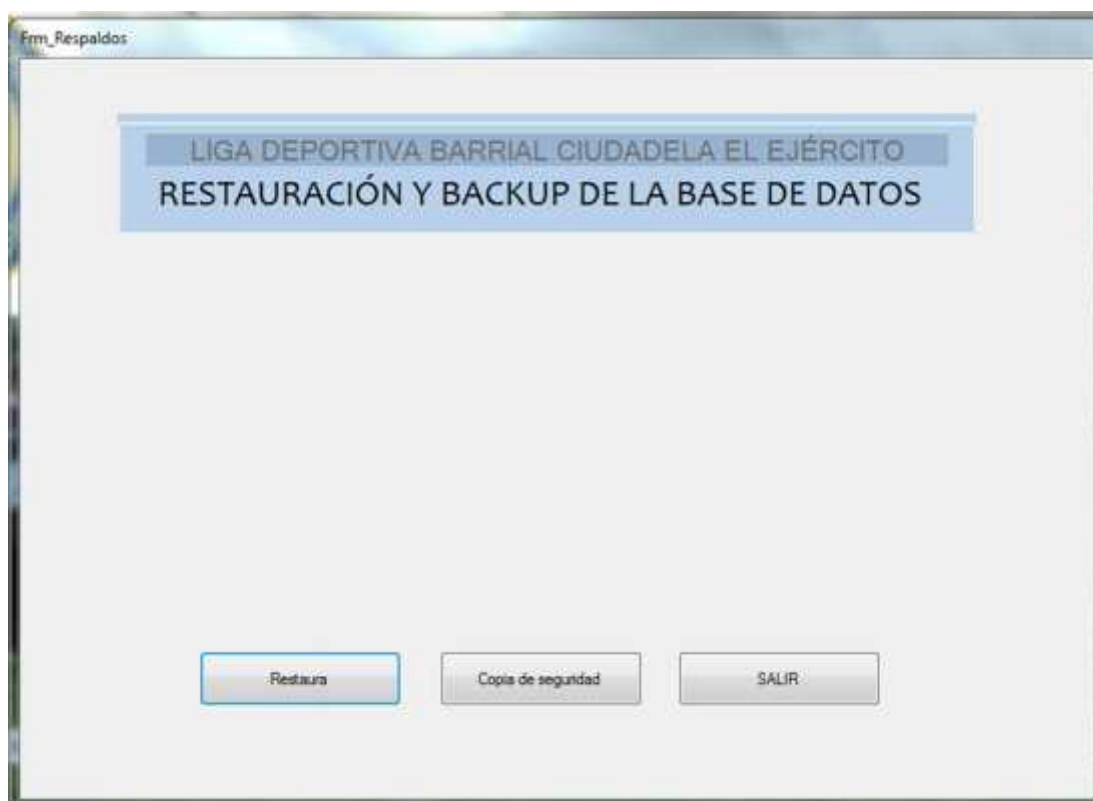 Frm_Respaldos
LIGA DEPORTIVA BARRIAL CIUDADELA EL EJÉRCITO
RESTAURACIÓN Y BACKUP DE LA BASE DE DATOS
Restaura
Copia de seguridad
SALIR